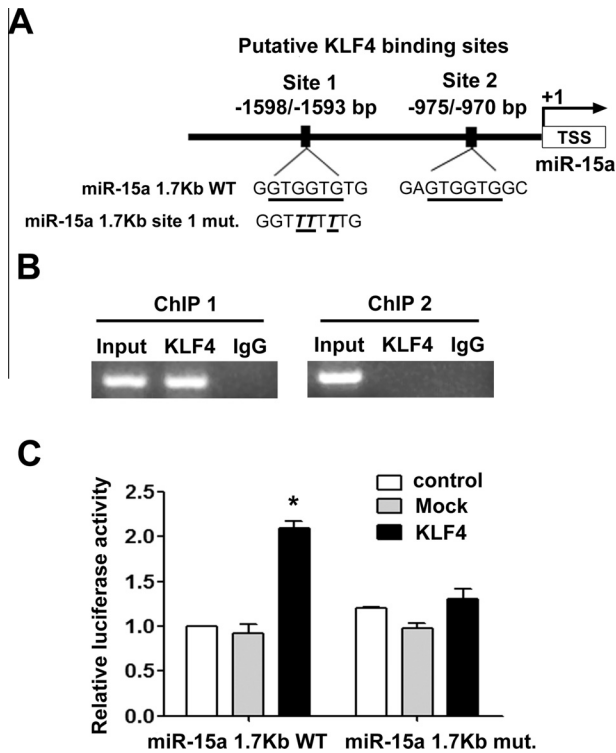 A
Putative KLF4 binding sites
Site 1
Site 2
-1598/-1593 bp
-975/-970 bp
+1
TSS
miR-15a
miR-15a 1.7Kb WT
GGTGGTGTG
GAGTGGTGGC
miR-15a 1.7Kb site 1 mut.
GGTTTTTTG
B
ChIP 1
ChIP 2
Input KLF4 IgG
Input KLF4 IgG
C
Relative luciferase activity
2.5
2.0
1.5
1.0
0.5
0.0
*
control
Mock
KLF4
miR-15a 1.7Kb WT
miR-15a 1.7Kb mut.